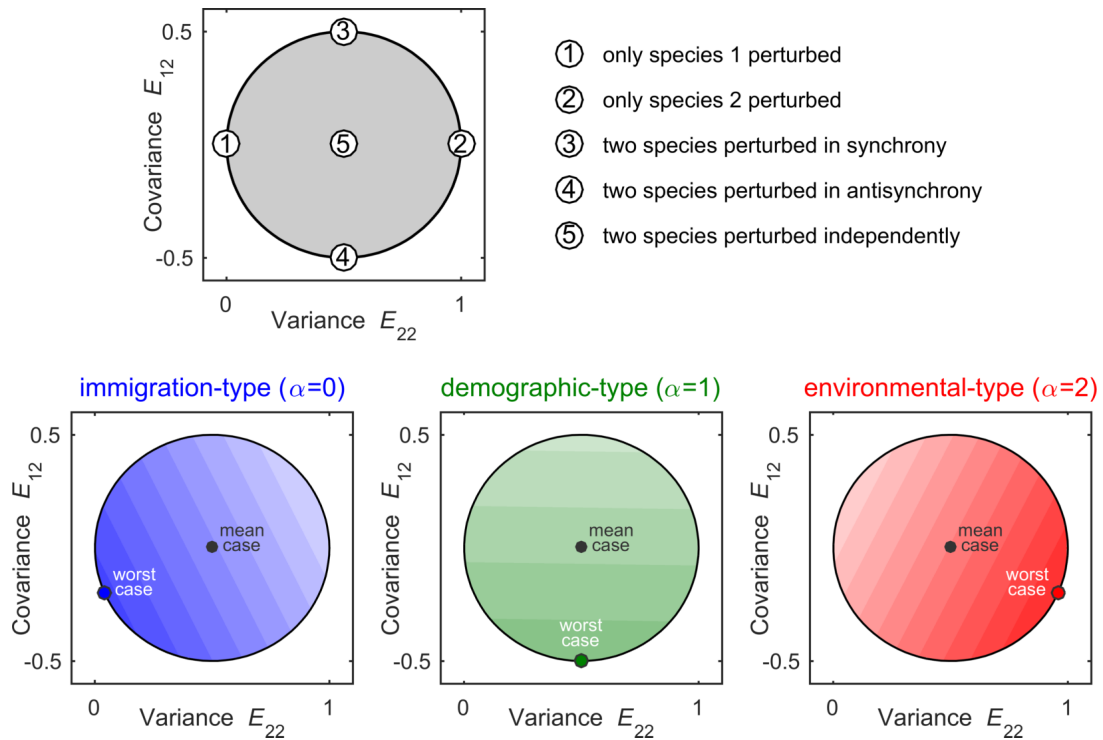 0.5
-0.5
Covariance E12
0
1
Variance E22
3
1
5
2
4
1 only species 1 perturbed
2 only species 2 perturbed
3 two species perturbed in synchrony
4 two species perturbed in antisynchrony
5 two species perturbed independently
immigration-type (α=0)
0.5
-0.5
Covariance E12
mean
case
worst
case
0
1
Variance E22
demographic-type (α=1)
0.5
-0.5
Covariance E12
mean
case
worst
case
0
1
Variance E22
environmental-type (α=2)
0.5
-0.5
Covariance E12
mean
case
worst
case
0
1
Variance E22